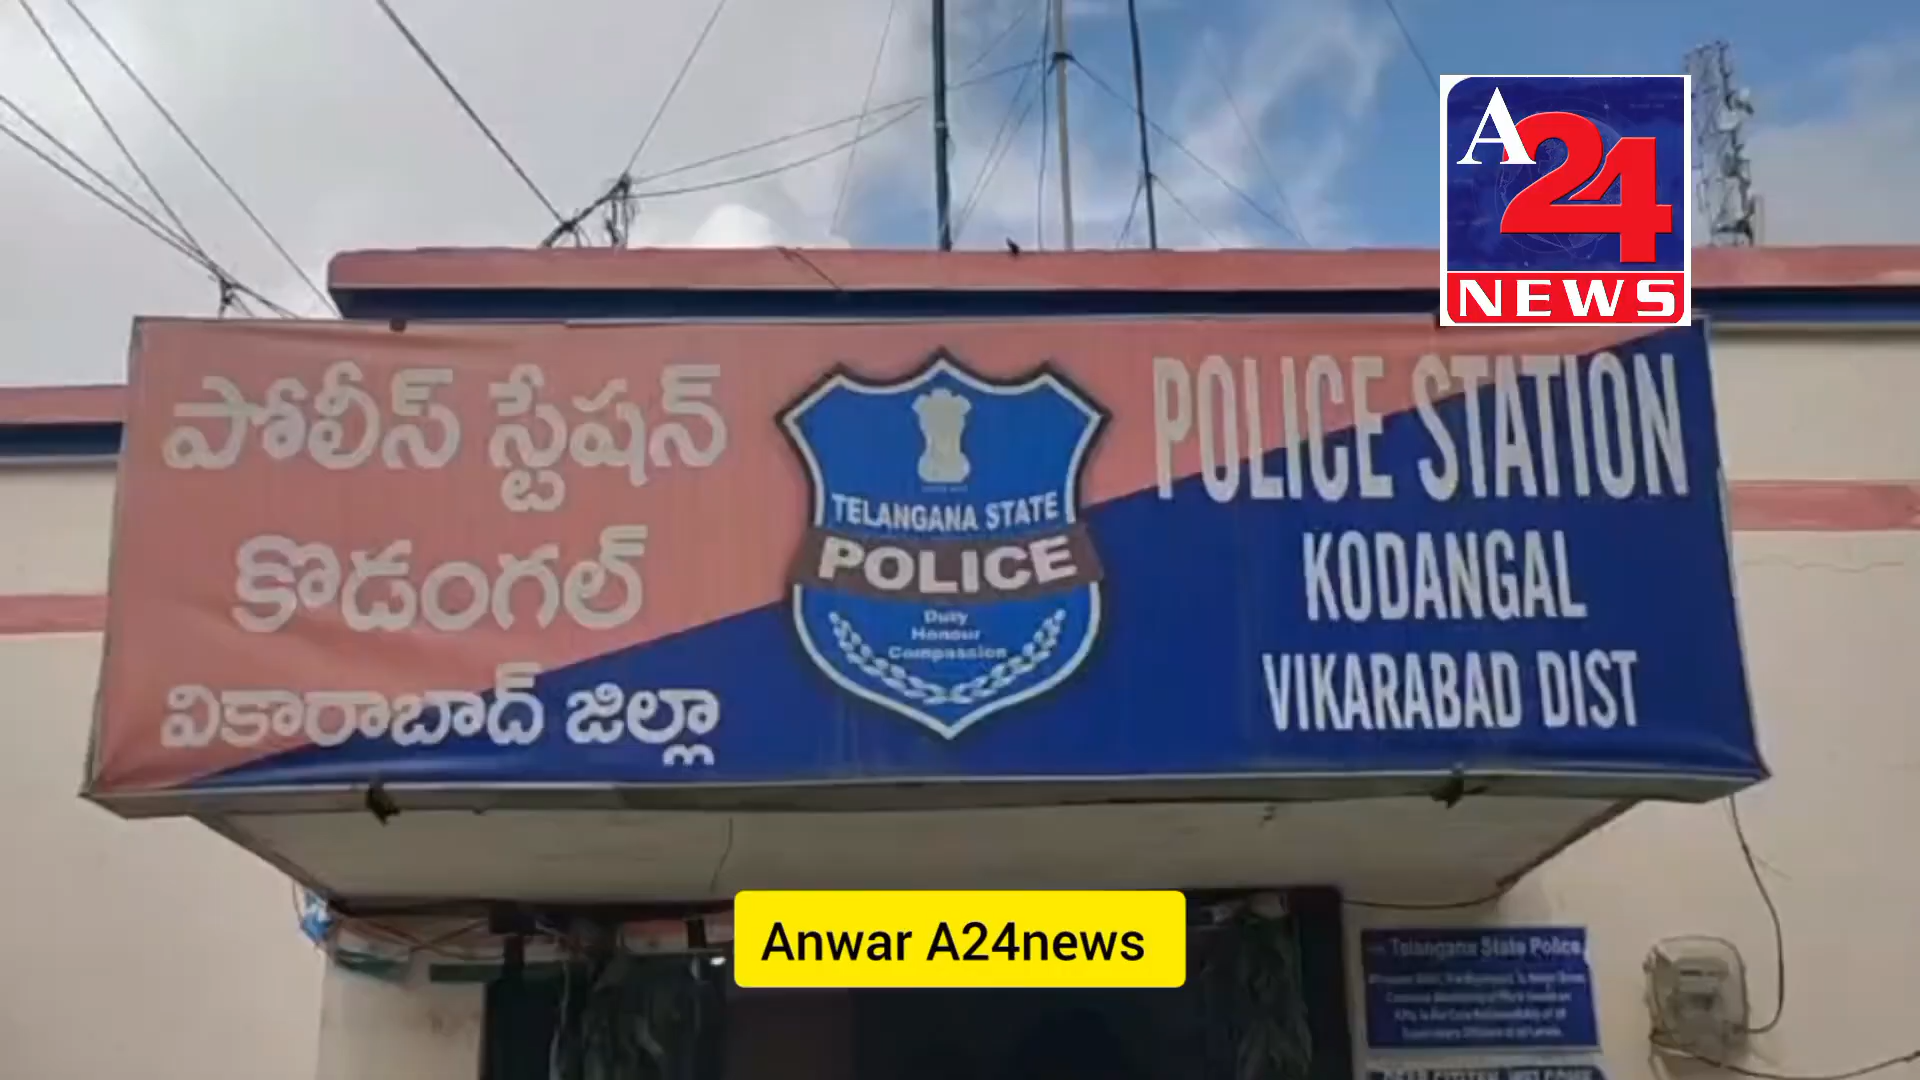 A24
NEWS
పోలీస్ స్టేషన్
కొడంగల్
వికారాబాద్ జిల్లా
TELANGANA STATE
POLICE
Duty
Honour
Compassion
POLICE STATION
KODANGAL
VIKARABAD DIST
Anwar A24news
Telangana State Police